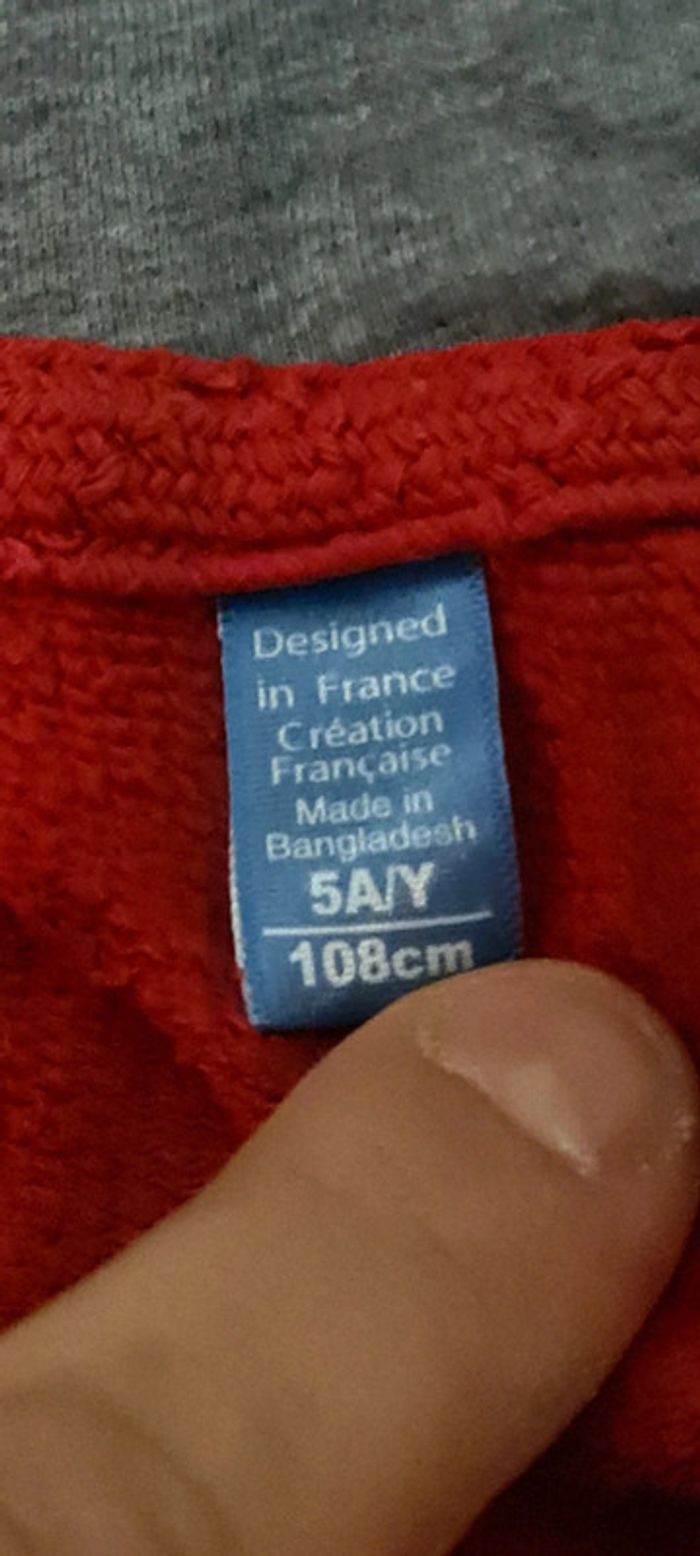 Designed
in France
Création
Française
Made in
Bangladesh
5A/Y
108cm